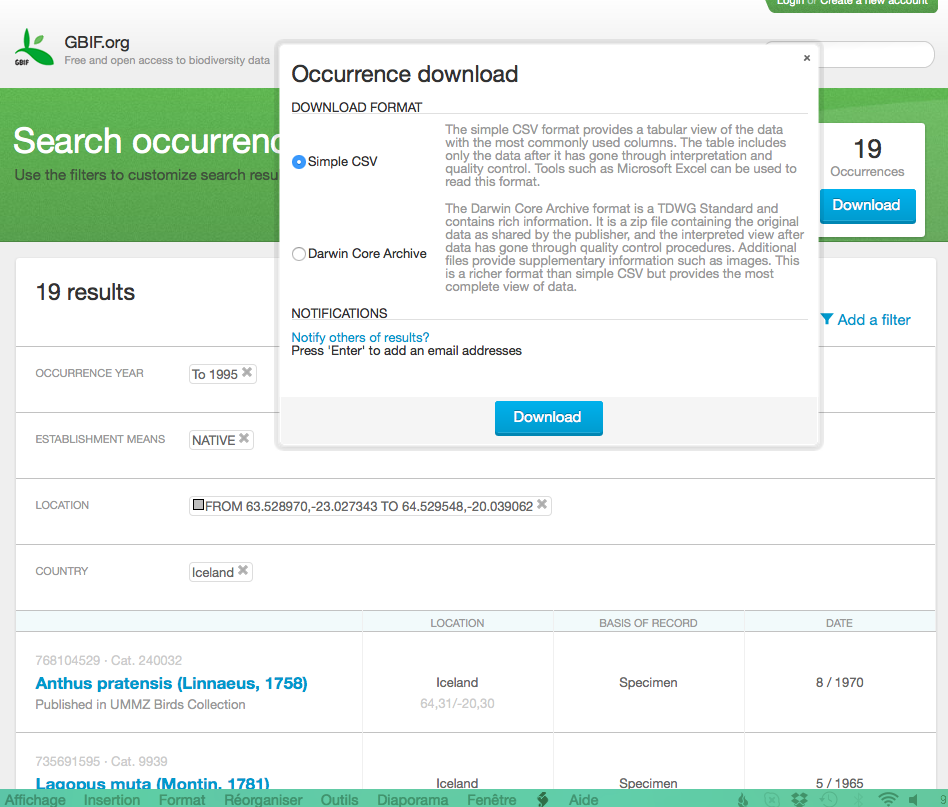 Login or Create a new account
GBIF.org
GBIF
Free and open access to biodiversity data
Search occurrenc
Use the filters to customize search resu
19
Occurrences
Download
×
Occurrence download
DOWNLOAD FORMAT
Simple CSV
The simple CSV format provides a tabular view of the data
with the most commonly used columns. The table includes
only the data after it has gone through interpretation and
quality control. Tools such as Microsoft Excel can be used to
read this format.
Darwin Core Archive
The Darwin Core Archive format is a TDWG Standard and
contains rich information. It is a zip file containing the original
data as shared by the publisher, and the interpreted view after
data has gone through quality control procedures. Additional
files provide supplementary information such as images. This
is a richer format than simple CSV but provides the most
complete view of data.
NOTIFICATIONS
Notify others of results?
Press 'Enter' to add an email addresses
Download
19 results
Add a filter
OCCURRENCE YEAR To 1995
ESTABLISHMENT MEANS NATIVE
LOCATION FROM 63.528970,-23.027343 TO 64.529548,-20.039062
COUNTRY Iceland
LOCATION BASIS OF RECORD DATE
768104529 · Cat. 240032
Anthus pratensis (Linnaeus, 1758)
Published in UMMZ Birds Collection
Iceland
64,31/-20,30
Specimen
8 / 1970
735691595 · Cat. 9939
Lagopus muta (Montin, 1781)
Iceland
Specimen
5 / 1965
Affichage Insertion Format Réorganiser Outils Diaporama Fenêtre Aide